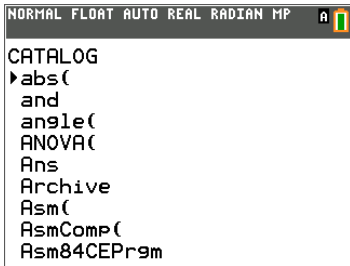 NORMAL FLOAT AUTO REAL RADIAN MP A
CATALOG
abs(
and
angle(
ANOVA(
Ans
Archive
Asm(
AsmComp(
Asm84CEPrgm